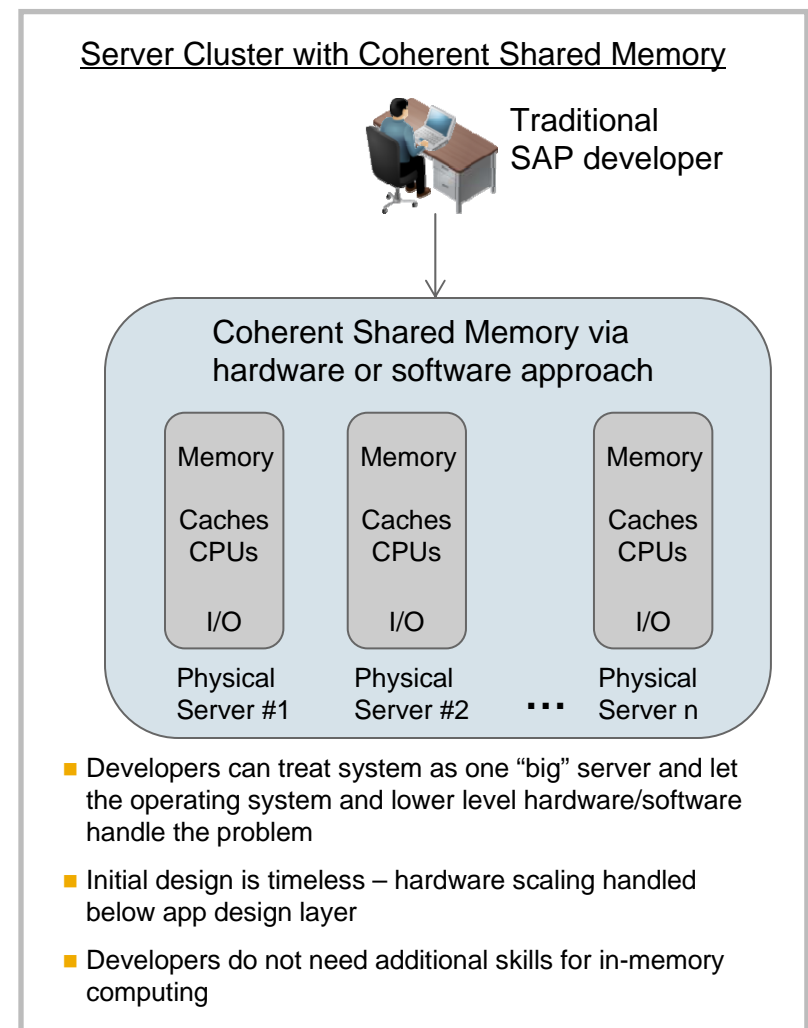 Server Cluster with Coherent Shared Memory
Traditional
SAP developer
Coherent Shared Memory via
hardware or software approach
Memory
Caches
CPUs
I/O
Physical
Server #1
Memory
Caches
CPUs
I/O
Physical
Server #2
...
Memory
Caches
CPUs
I/O
Physical
Server n
Developers can treat system as one “big” server and let
the operating system and lower level hardware/software
handle the problem
Initial design is timeless – hardware scaling handled
below app design layer
Developers do not need additional skills for in-memory
computing